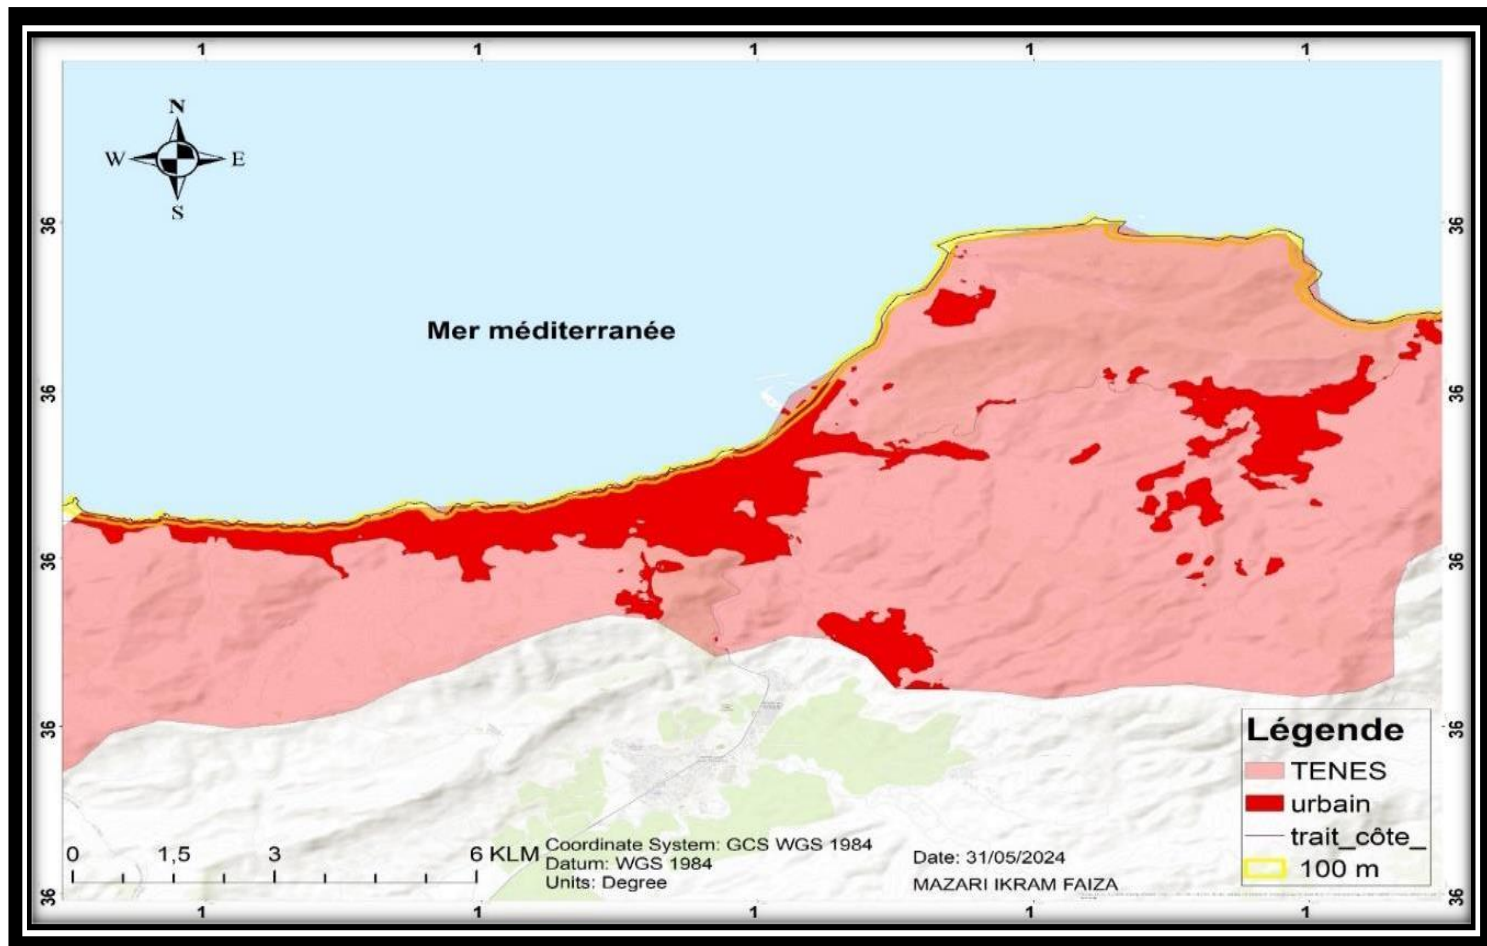 1 1 1 1 1
N
W E
S
36 36
Mer méditerranée
36 36
36 36
36 36
Légende
TENES
urbain
trait_côte_
100 m
0 1,5 3 6 KLM
Coordinate System: GCS WGS 1984
Datum: WGS 1984
Units: Degree
Date: 31/05/2024
MAZARI IKRAM FAIZA
36 36
1 1 1 1 1